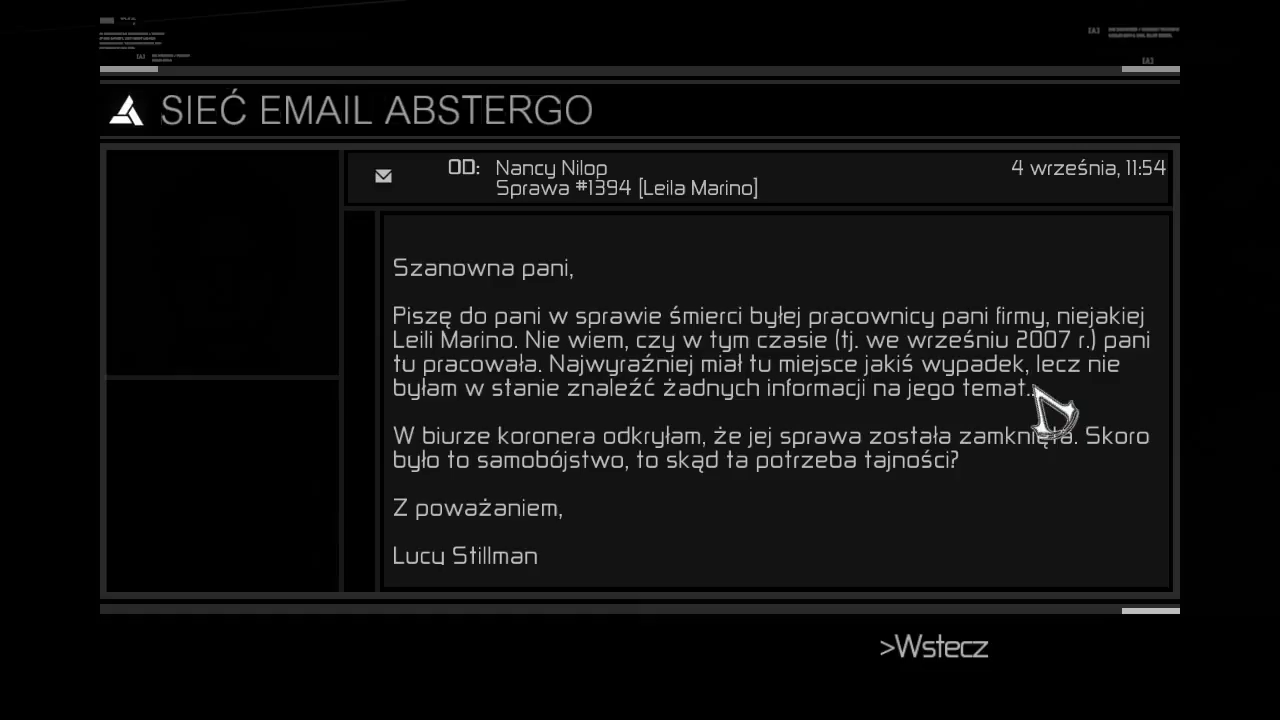 SIEĆ EMAIL ABSTERGO
OD: Nancy Nilop 4 września, 11:54
Sprawa #1394 [Leila Marino]
Szanowna pani,
Piszę do pani w sprawie śmierci byłej pracownicy pani firmy, niejakiej
Leili Marino. Nie wiem, czy w tym czasie (tj. we wrześniu 2007 r.) pani
tu pracowała. Najwyraźniej miał tu miejsce jakiś wypadek, lecz nie
byłam w stanie znaleźć żadnych informacji na jego temat..
W biurze koronera odkryłam, że jej sprawa została zamknięta. Skoro
było to samobójstwo, to skąd ta potrzeba tajności?
Z poważaniem,
Lucy Stillman
>Wstecz